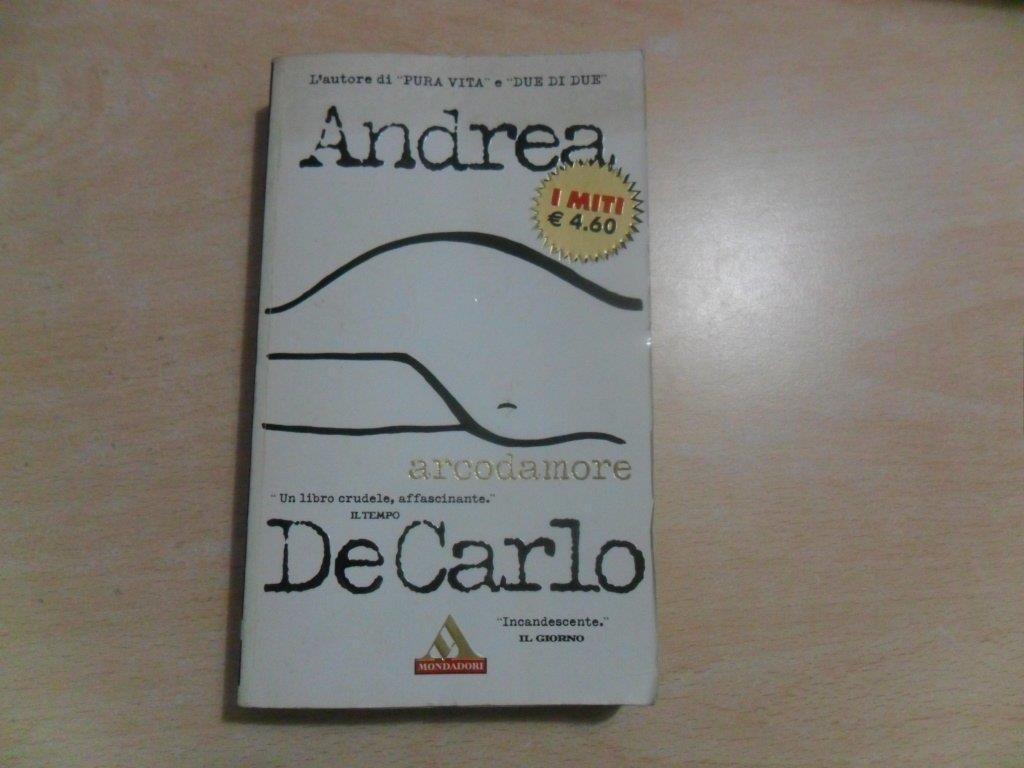 L'autore di "PURA VITA" e "DUE DI DUE"
Andrea
I MITI
€ 4.60
arcodamore
"Un libro crudele, affascinante."
IL TEMPO
De Carlo
"Incandescente."
IL GIORNO
MONDADORI